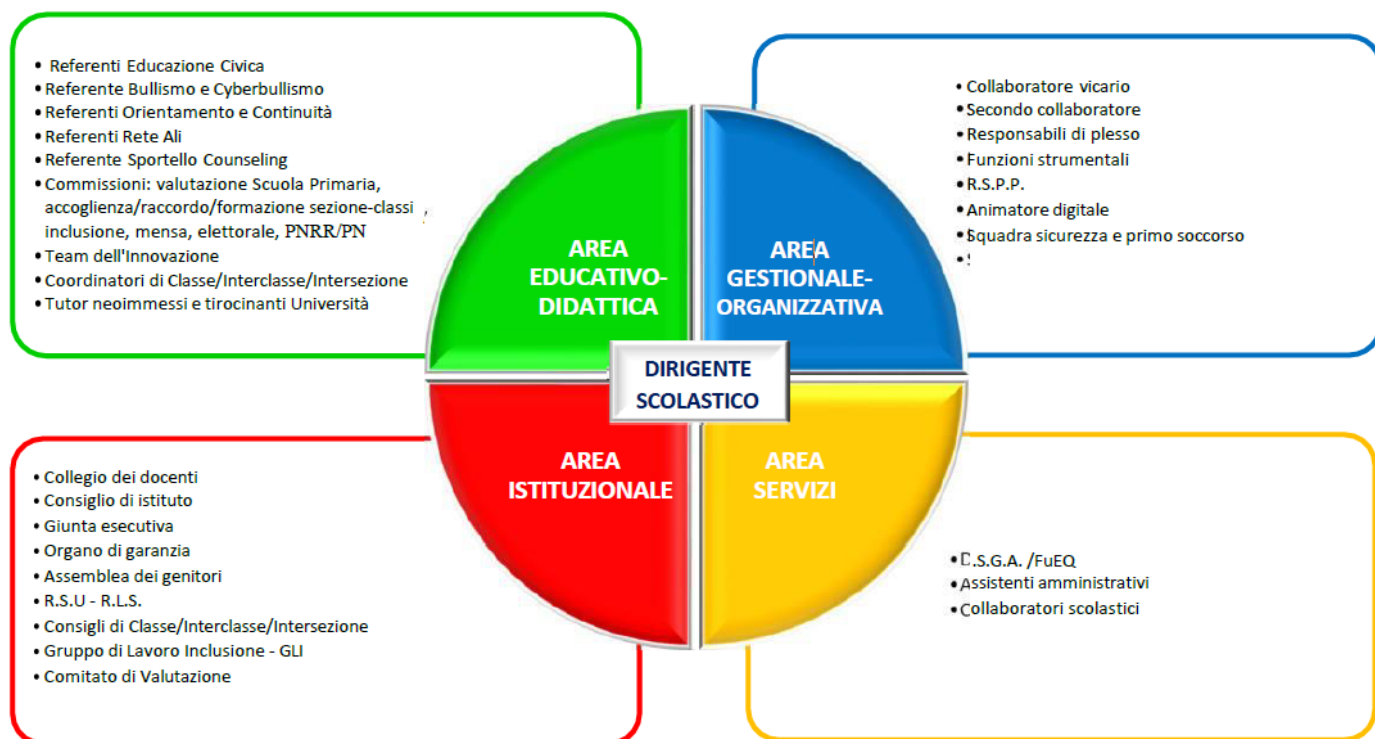 • Referenti Educazione Civica
• Referente Bullismo e Cyberbullismo
• Referenti Orientamento e Continuità
• Referenti Rete Ali
• Referente Sportello Counseling
• Commissioni: valutazione Scuola Primaria,
accoglienza/raccordo/formazione sezione-classi ,
inclusione, mensa, elettorale, PNRR/PN
• Team dell'Innovazione
• Coordinatori di Classe/Interclasse/Intersezione
• Tutor neoimmessi e tirocinanti Università
• Collaboratore vicario
• Secondo collaboratore
• Responsabili di plesso
• Funzioni strumentali
• R.S.P.P.
• Animatore digitale
• Squadra sicurezza e primo soccorso
•
AREA
EDUCATIVO-
DIDATTICA
AREA
GESTIONALE-
ORGANIZZATIVA
DIRIGENTE
SCOLASTICO
AREA
ISTITUZIONALE
AREA
SERVIZI
• Collegio dei docenti
• Consiglio di istituto
• Giunta esecutiva
• Organo di garanzia
• Assemblea dei genitori
• R.S.U - R.L.S.
• Consigli di Classe/Interclasse/Intersezione
• Gruppo di Lavoro Inclusione - GLI
• Comitato di Valutazione
• D.S.G.A. /FuEQ
• Assistenti amministrativi
• Collaboratori scolastici